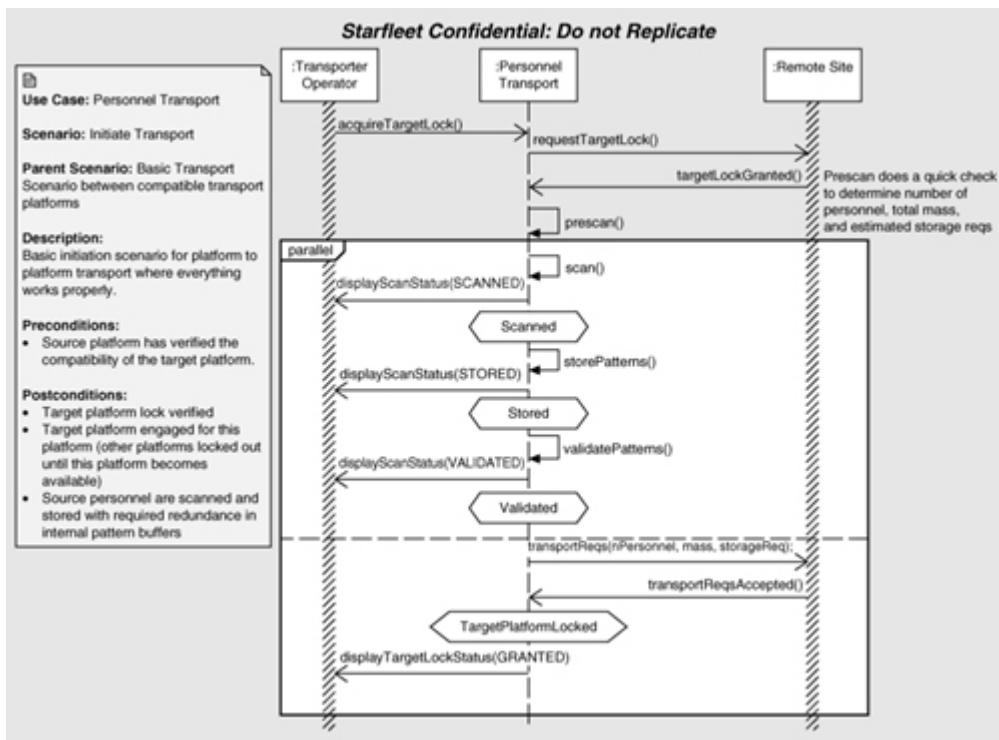 Starfleet Confidential: Do not Replicate
:Transporter
Operator
:Personnel
Transport
:Remote Site
Use Case: Personnel Transport
Scenario: Initiate Transport
Parent Scenario: Basic Transport
Scenario between compatible transport
platforms
Description:
Basic initiation scenario for platform to
platform transport where everything
works properly.
Preconditions:
• Source platform has verified the
compatibility of the target platform.
Postconditions:
• Target platform lock verified
• Target platform engaged for this
platform (other platforms locked out
until this platform becomes
available)
• Source personnel are scanned and
stored with required redundance in
internal pattern buffers
acquireTargetLock()
requestTargetLock()
targetLockGranted()
Prescan does a quick check
to determine number of
personnel, total mass,
and estimated storage reqs
prescan()
parallel
scan()
displayScanStatus(SCANNED)
Scanned
storePatterns()
displayScanStatus(STORED)
Stored
validatePatterns()
displayScanStatus(VALIDATED)
Validated
transportReqs(nPersonnel, mass, storageReq);
transportReqsAccepted()
TargetPlatformLocked
displayTargetLockStatus(GRANTED)